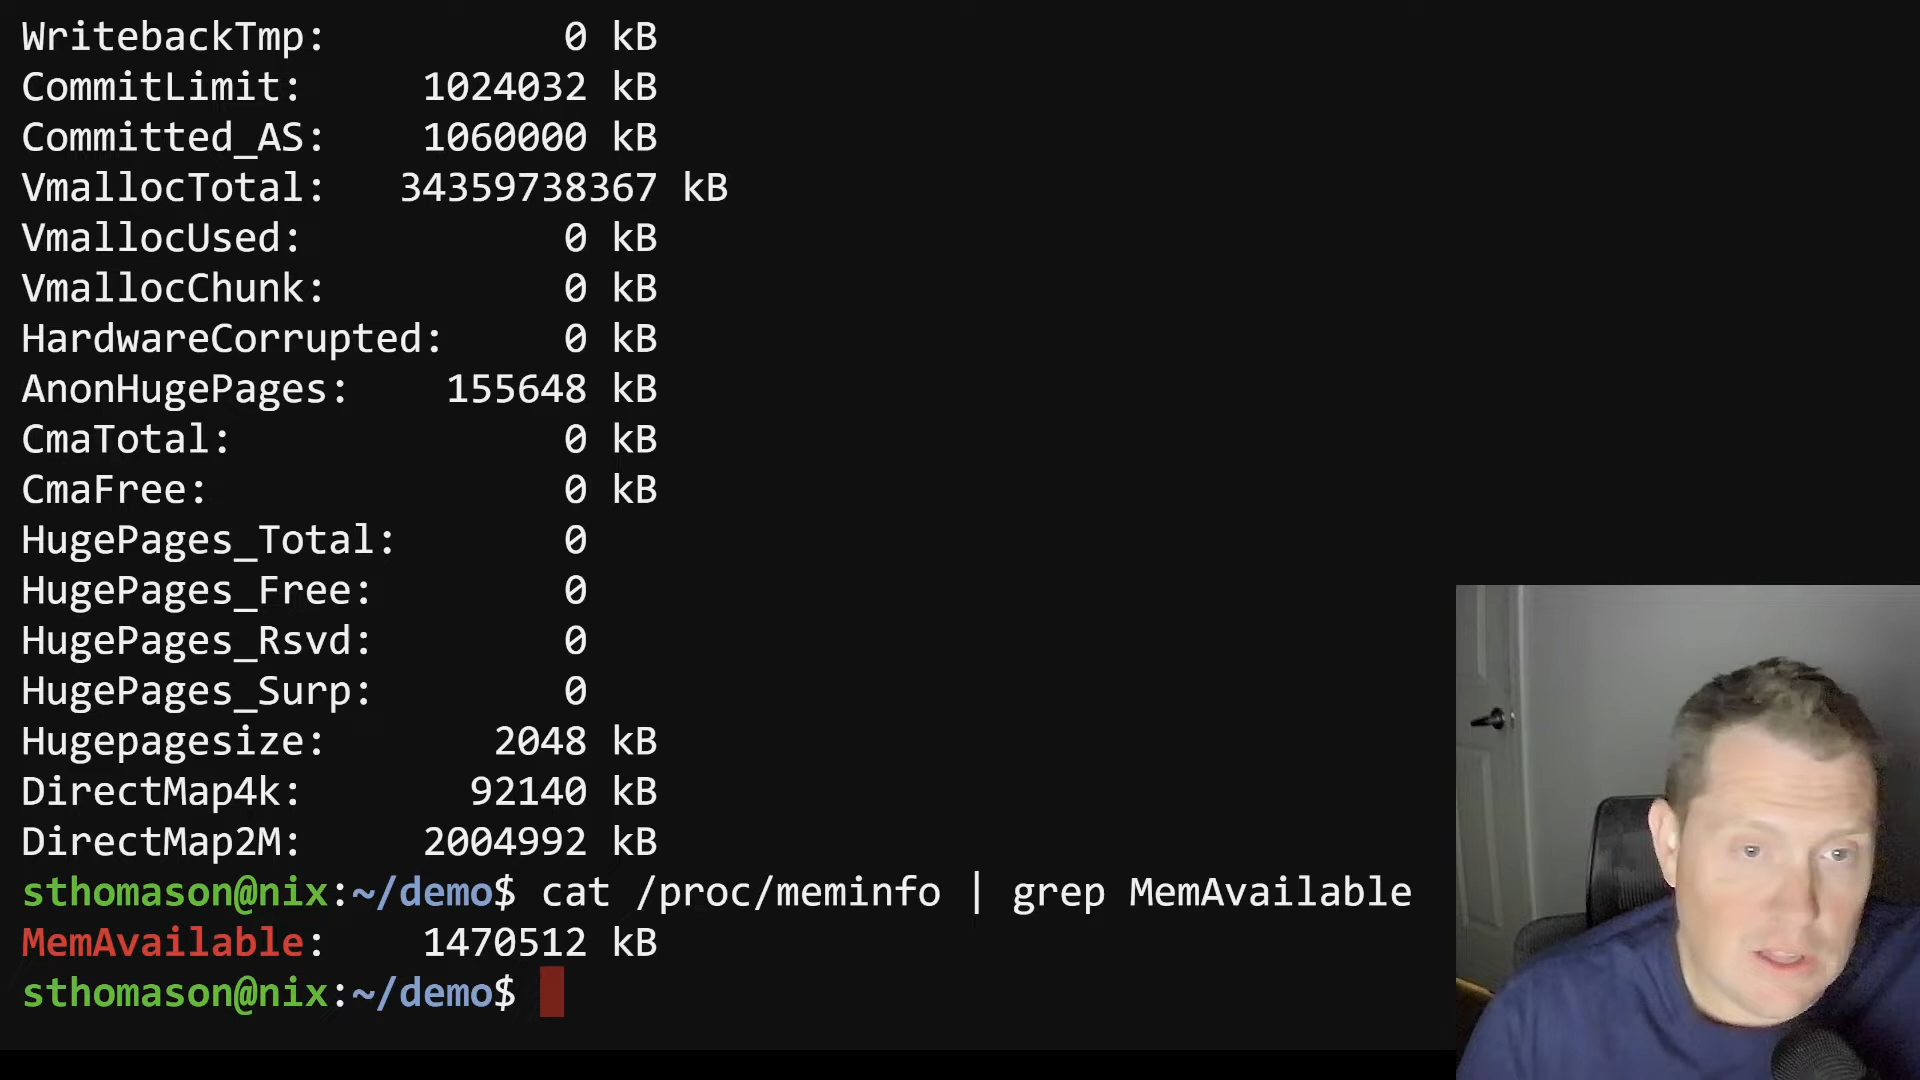 WritebackTmp: 0 kB
CommitLimit: 1024032 kB
Committed_AS: 1060000 kB
VmallocTotal: 34359738367 kB
VmallocUsed: 0 kB
VmallocChunk: 0 kB
HardwareCorrupted: 0 kB
AnonHugePages: 155648 kB
CmaTotal: 0 kB
CmaFree: 0 kB
HugePages_Total: 0
HugePages_Free: 0
HugePages_Rsvd: 0
HugePages_Surp: 0
Hugepagesize: 2048 kB
DirectMap4k: 92140 kB
DirectMap2M: 2004992 kB
sthomason@nix:~/demo$ cat /proc/meminfo | grep MemAvailable
MemAvailable: 1470512 kB
sthomason@nix:~/demo$